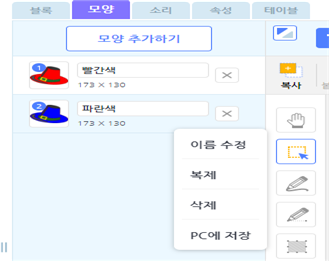 블록 모양 소리 속성 테이블
모양 추가하기
1 빨간색
173 X 130
복사
2 파란색
173 X 130
이름 수정
복제
삭제
PC에 저장